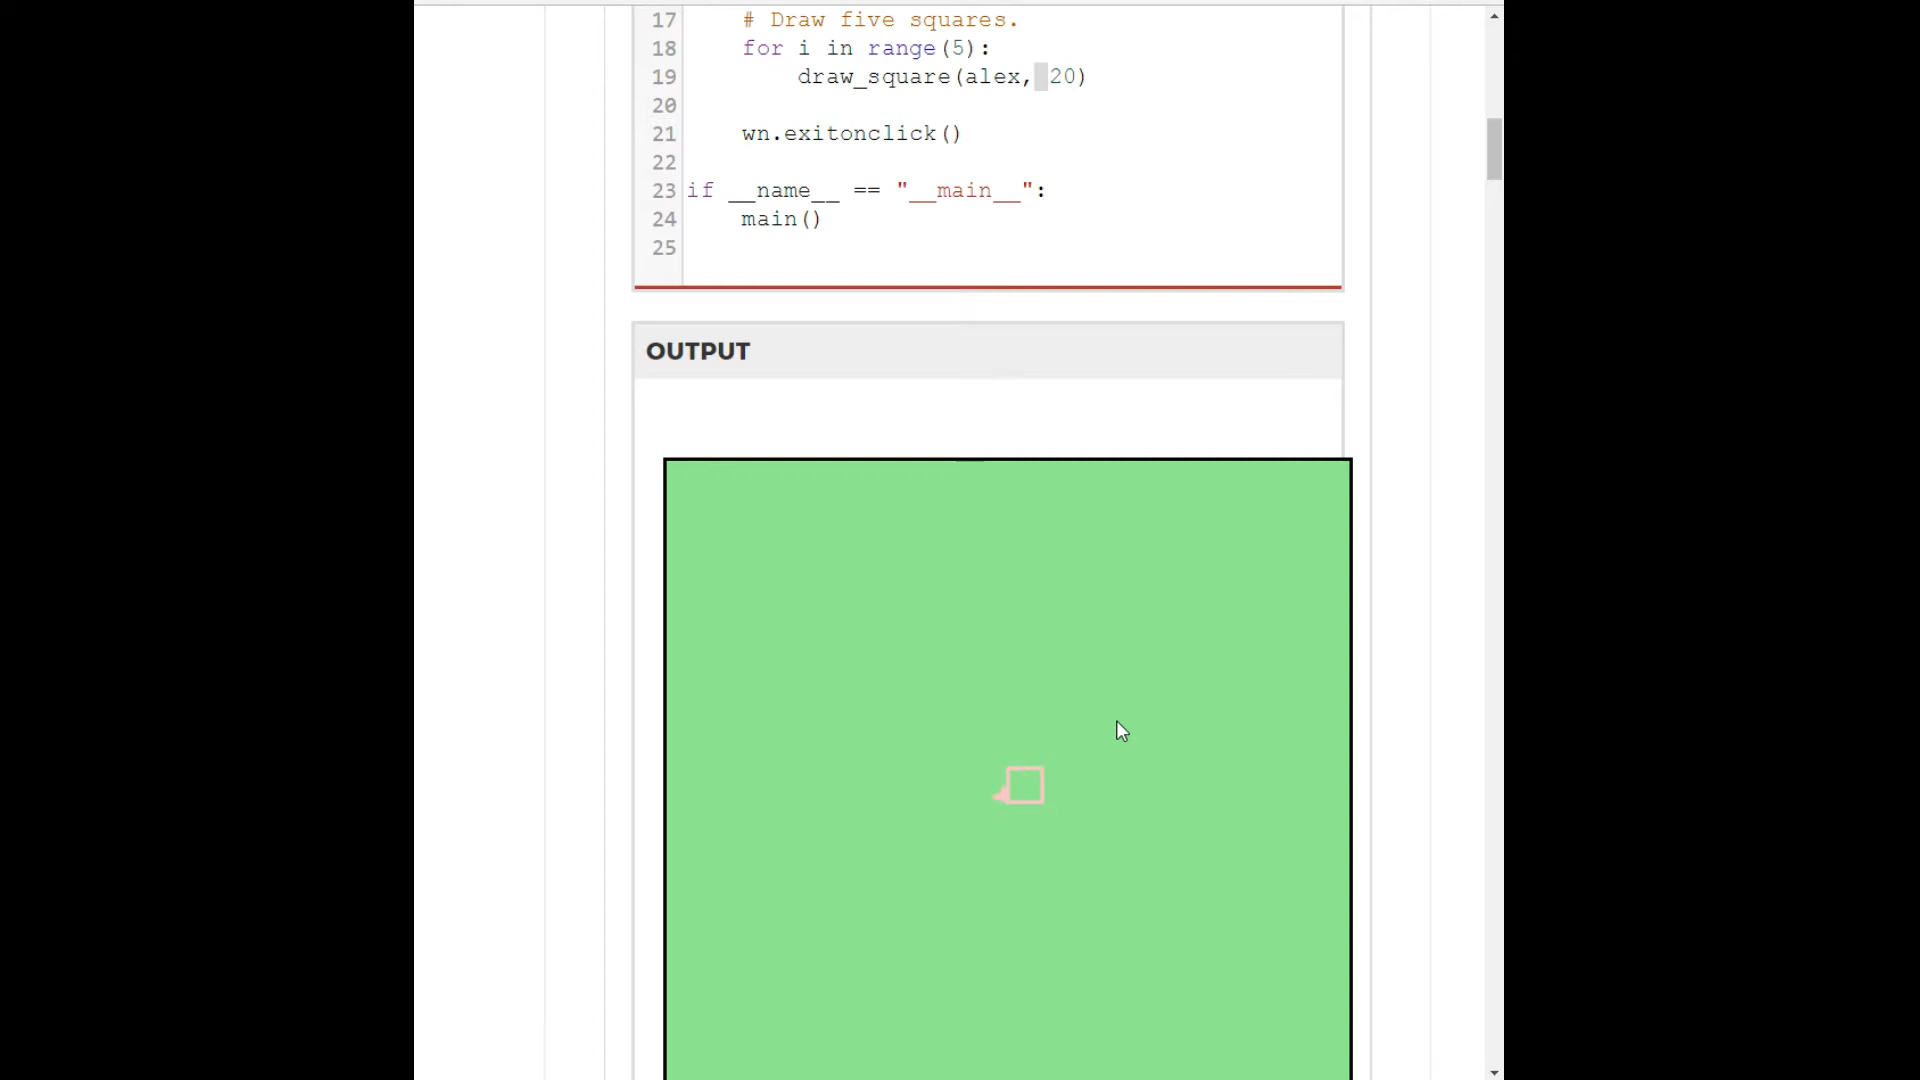 17     # Draw five squares.
18     for i in range(5):
19         draw_square(alex, 20)
20
21     wn.exitonclick()
22
23 if __name__ == "__main__":
24     main()
25
OUTPUT